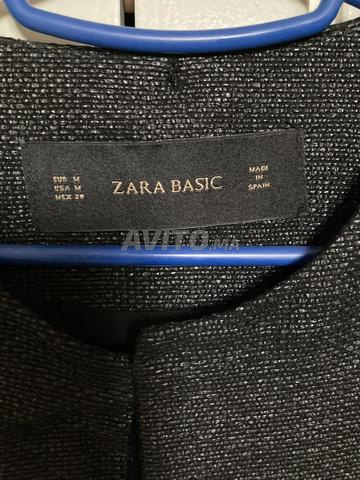 EUR M
USA M
MEX 28
ZARA BASIC
MADE
IN
SPAIN
AVITO.MA